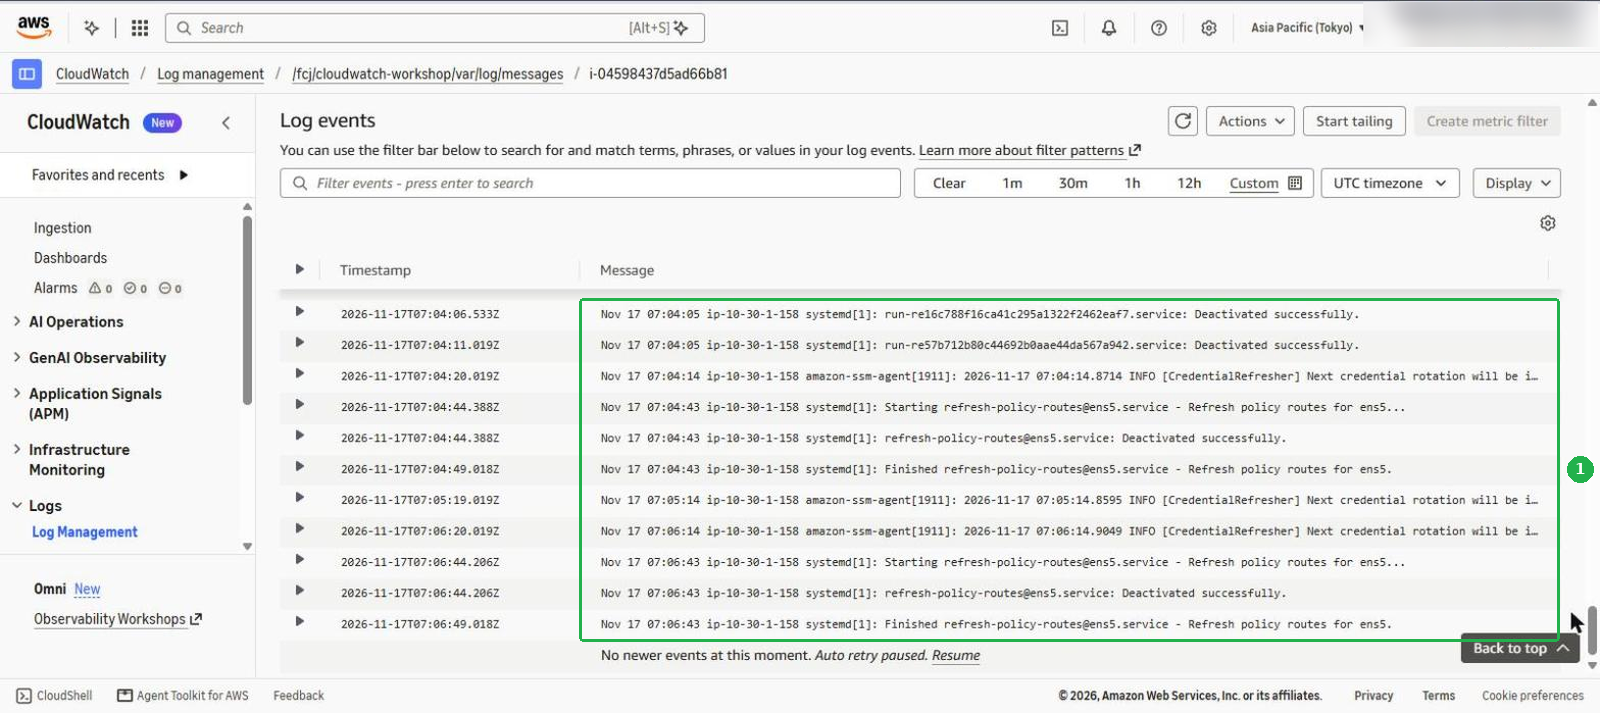 aws
Search [Alt+S]
Asia Pacific (Tokyo)
CloudWatch / Log management / /fcj/cloudwatch-workshop/var/log/messages / i-04598437d5ad66b81
CloudWatch New
Favorites and recents
Ingestion
Dashboards
Alarms 0 0 0
AI Operations
GenAI Observability
Application Signals
(APM)
Infrastructure
Monitoring
Logs
Log Management
Omni New
Observability Workshops
Log events
Actions Start tailing Create metric filter
You can use the filter bar below to search for and match terms, phrases, or values in your log events. Learn more about filter patterns
Filter events - press enter to search
Clear 1m 30m 1h 12h Custom UTC timezone Display
Timestamp Message
2026-11-17T07:04:06.533Z Nov 17 07:04:05 ip-10-30-1-158 systemd[1]: run-re16c788f16ca41c295a1322f2462eaf7.service: Deactivated successfully.
2026-11-17T07:04:11.019Z Nov 17 07:04:05 ip-10-30-1-158 systemd[1]: run-re57b712b80c44692b0aae44da567a942.service: Deactivated successfully.
2026-11-17T07:04:20.019Z Nov 17 07:04:14 ip-10-30-1-158 amazon-ssm-agent[1911]: 2026-11-17 07:04:14.8714 INFO [CredentialRefresher] Next credential rotation will be i…
2026-11-17T07:04:44.388Z Nov 17 07:04:43 ip-10-30-1-158 systemd[1]: Starting refresh-policy-routes@ens5.service - Refresh policy routes for ens5...
2026-11-17T07:04:44.388Z Nov 17 07:04:43 ip-10-30-1-158 systemd[1]: refresh-policy-routes@ens5.service: Deactivated successfully.
2026-11-17T07:04:49.018Z Nov 17 07:04:43 ip-10-30-1-158 systemd[1]: Finished refresh-policy-routes@ens5.service - Refresh policy routes for ens5.
2026-11-17T07:05:19.019Z Nov 17 07:05:14 ip-10-30-1-158 amazon-ssm-agent[1911]: 2026-11-17 07:05:14.8595 INFO [CredentialRefresher] Next credential rotation will be i…
2026-11-17T07:06:20.019Z Nov 17 07:06:14 ip-10-30-1-158 amazon-ssm-agent[1911]: 2026-11-17 07:06:14.9049 INFO [CredentialRefresher] Next credential rotation will be i…
2026-11-17T07:06:44.206Z Nov 17 07:06:43 ip-10-30-1-158 systemd[1]: Starting refresh-policy-routes@ens5.service - Refresh policy routes for ens5...
2026-11-17T07:06:44.206Z Nov 17 07:06:43 ip-10-30-1-158 systemd[1]: refresh-policy-routes@ens5.service: Deactivated successfully.
2026-11-17T07:06:49.018Z Nov 17 07:06:43 ip-10-30-1-158 systemd[1]: Finished refresh-policy-routes@ens5.service - Refresh policy routes for ens5.
1
No newer events at this moment. Auto retry paused. Resume
Back to top
CloudShell Agent Toolkit for AWS Feedback © 2026, Amazon Web Services, Inc. or its affiliates. Privacy Terms Cookie preferences